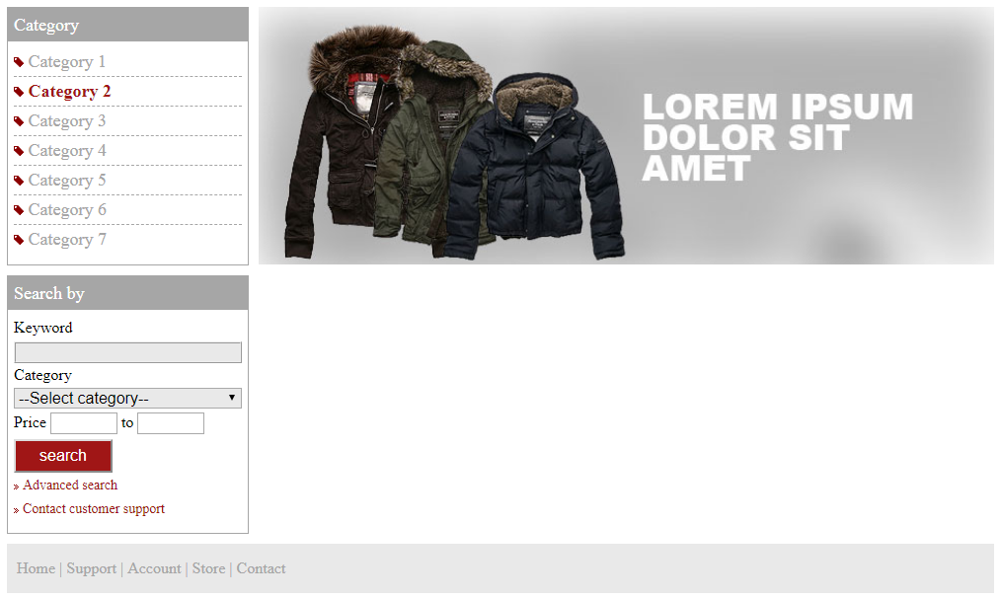 Category
Category 1
Category 2
Category 3
Category 4
Category 5
Category 6
Category 7
LOREM IPSUM
DOLOR SIT
AMET
Search by
Keyword
Category
--Select category--
Price to
search
» Advanced search
» Contact customer support
Home | Support | Account | Store | Contact